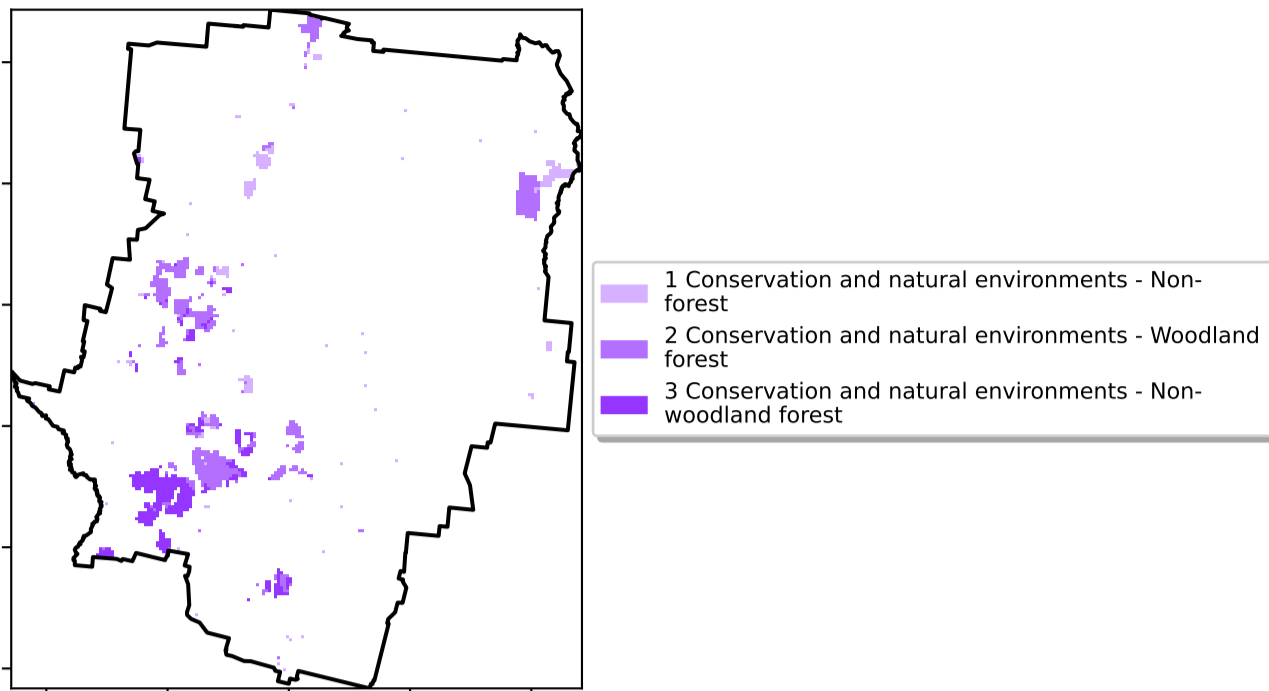 1 Conservation and natural environments - Non-
forest
2 Conservation and natural environments - Woodland
forest
3 Conservation and natural environments - Non-
woodland forest